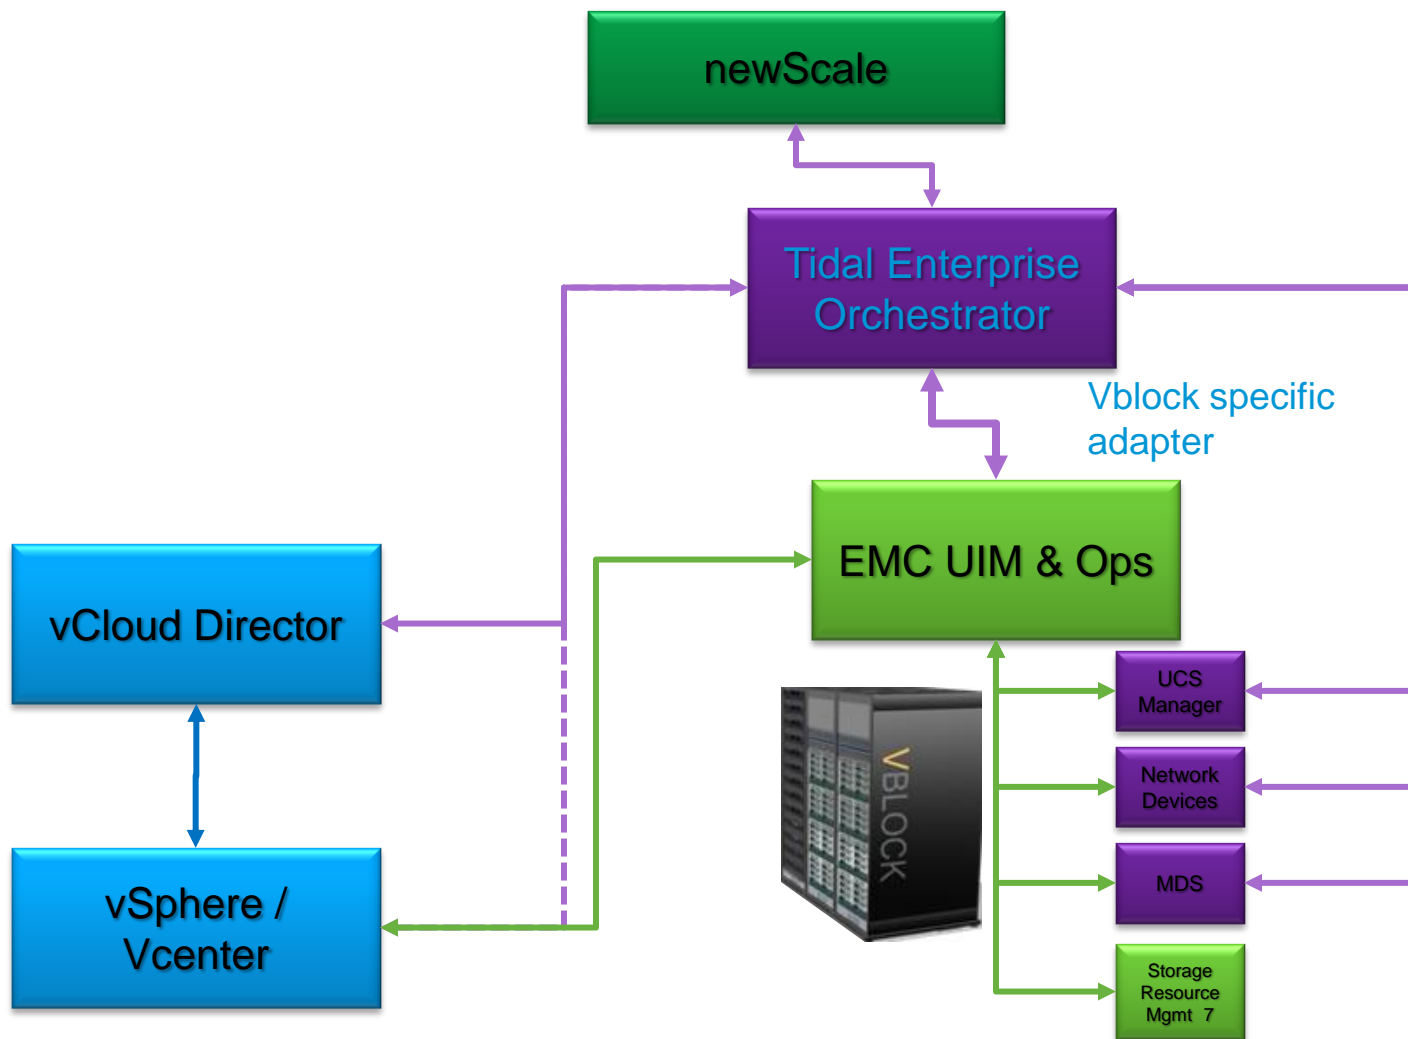 newScale
Tidal Enterprise
Orchestrator
Vblock specific
adapter
EMC UIM & Ops
vCloud Director
UCS
Manager
VBLOCK
Network
Devices
MDS
vSphere /
Vcenter
Storage
Resource
Mgmt 7